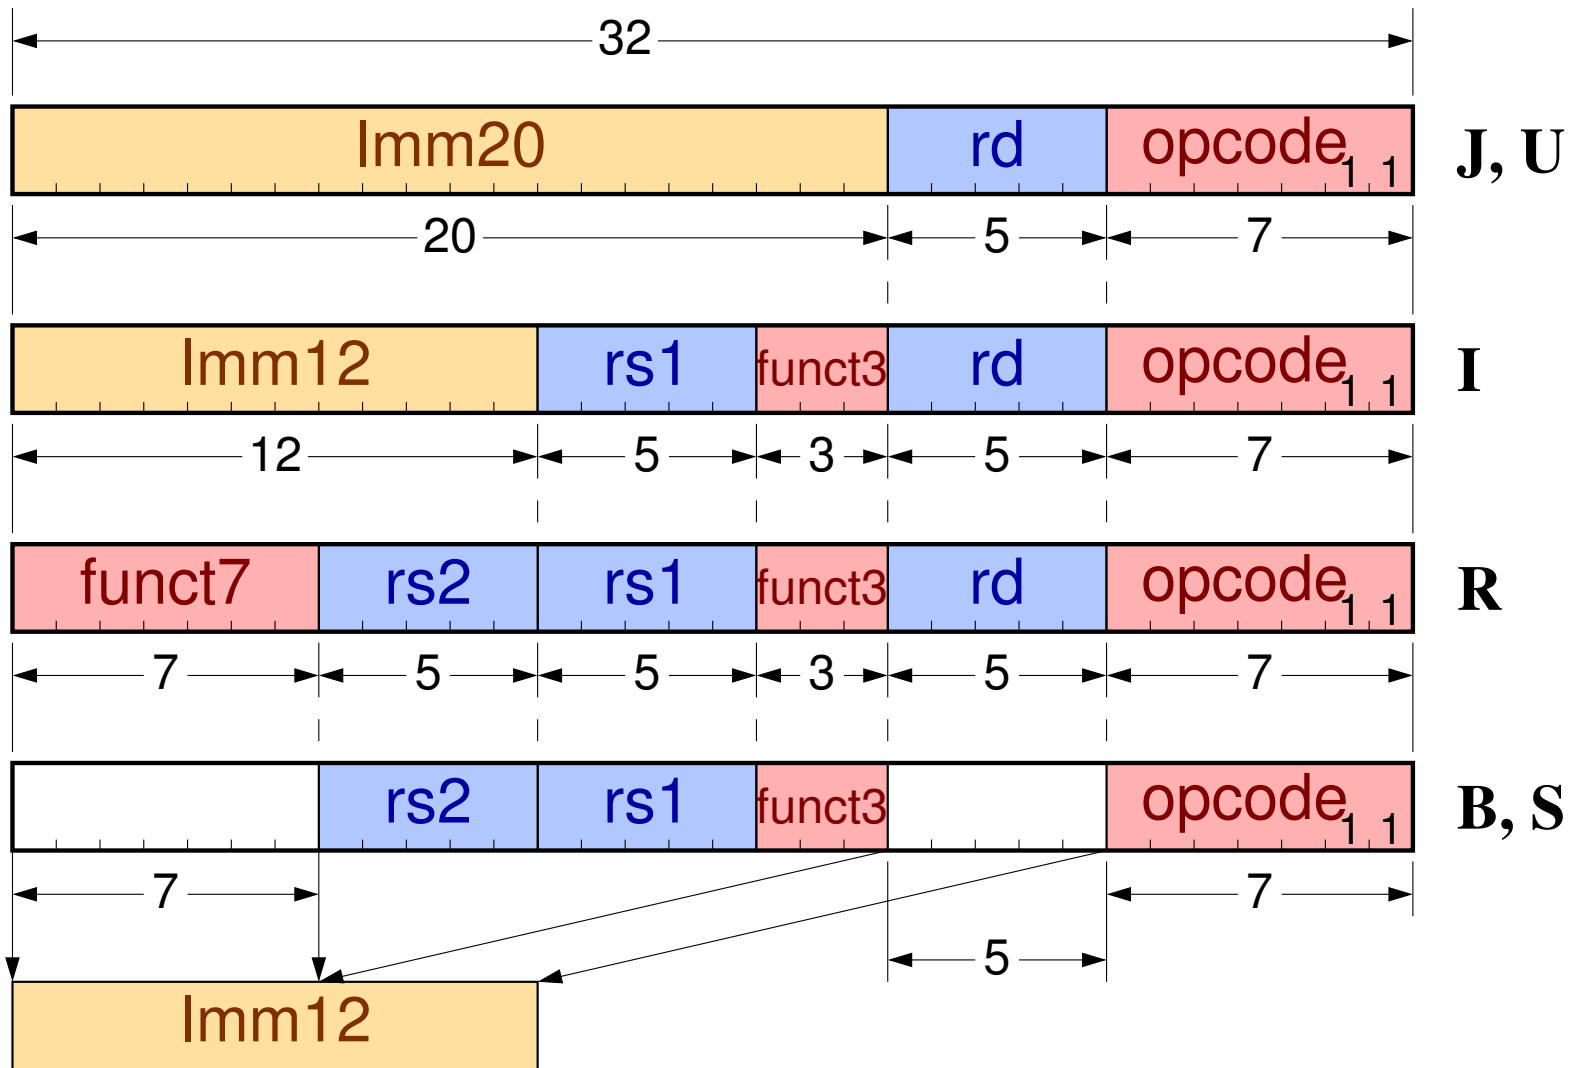 32
Imm20 rd opcode 1 1 J, U
20 5 7
Imm12 rs1 funct3 rd opcode 1 1 I
12 5 3 5 7
funct7 rs2 rs1 funct3 rd opcode 1 1 R
7 5 5 3 5 7
rs2 rs1 funct3 opcode 1 1 B, S
7 7
5
Imm12